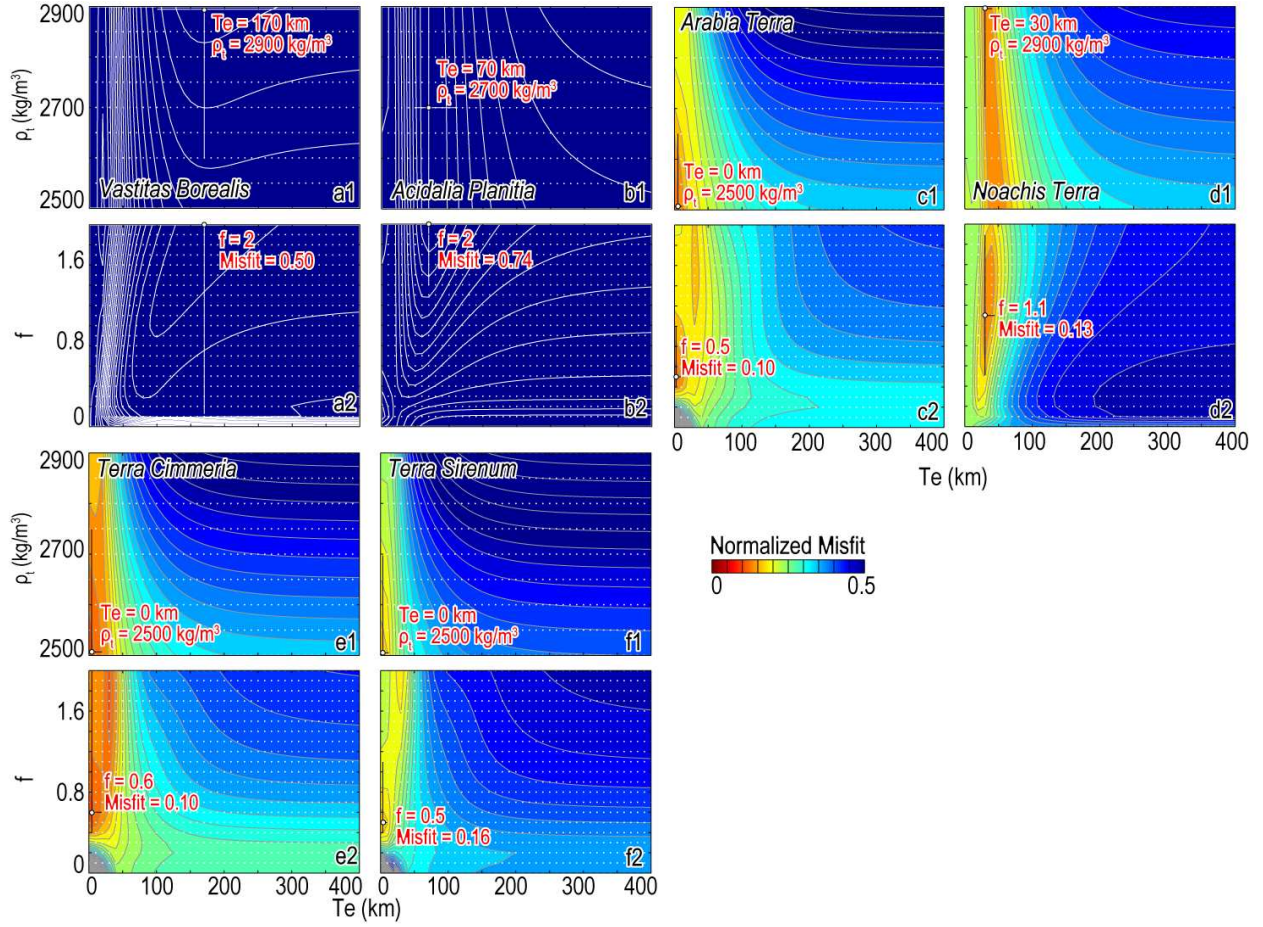 2900
2700
2500
ρt (kg/m³)
Te = 170 km
ρt = 2900 kg/m³
Vastitas Borealis
a1
Te = 70 km
ρt = 2700 kg/m³
Acidalia Planitia
b1
Arabia Terra
Te = 0 km
ρt = 2500 kg/m³
c1
Te = 30 km
ρt = 2900 kg/m³
Noachis Terra
d1
1.6
0.8
0
f
f = 2
Misfit = 0.50
a2
f = 2
Misfit = 0.74
b2
f = 0.5
Misfit = 0.10
c2
0 100 200 300 400
f = 1.1
Misfit = 0.13
d2
0 100 200 300 400
Te (km)
2900
2700
2500
ρt (kg/m³)
Terra Cimmeria
Te = 0 km
ρt = 2500 kg/m³
e1
Terra Sirenum
Te = 0 km
ρt = 2500 kg/m³
f1
Normalized Misfit
0 0.5
1.6
0.8
0
f
f = 0.6
Misfit = 0.10
e2
0 100 200 300 400
f = 0.5
Misfit = 0.16
f2
0 100 200 300 400
Te (km)